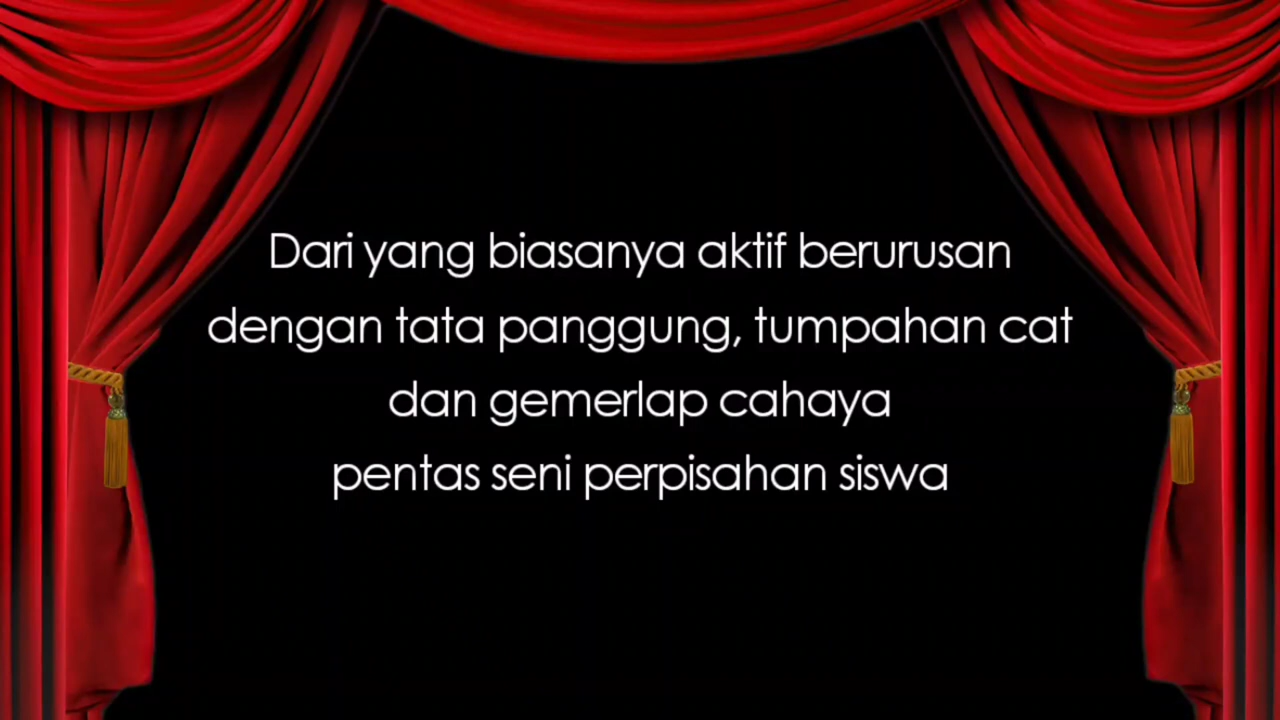 Dari yang biasanya aktif berurusan
dengan tata panggung, tumpahan cat
dan gemerlap cahaya
pentas seni perpisahan siswa